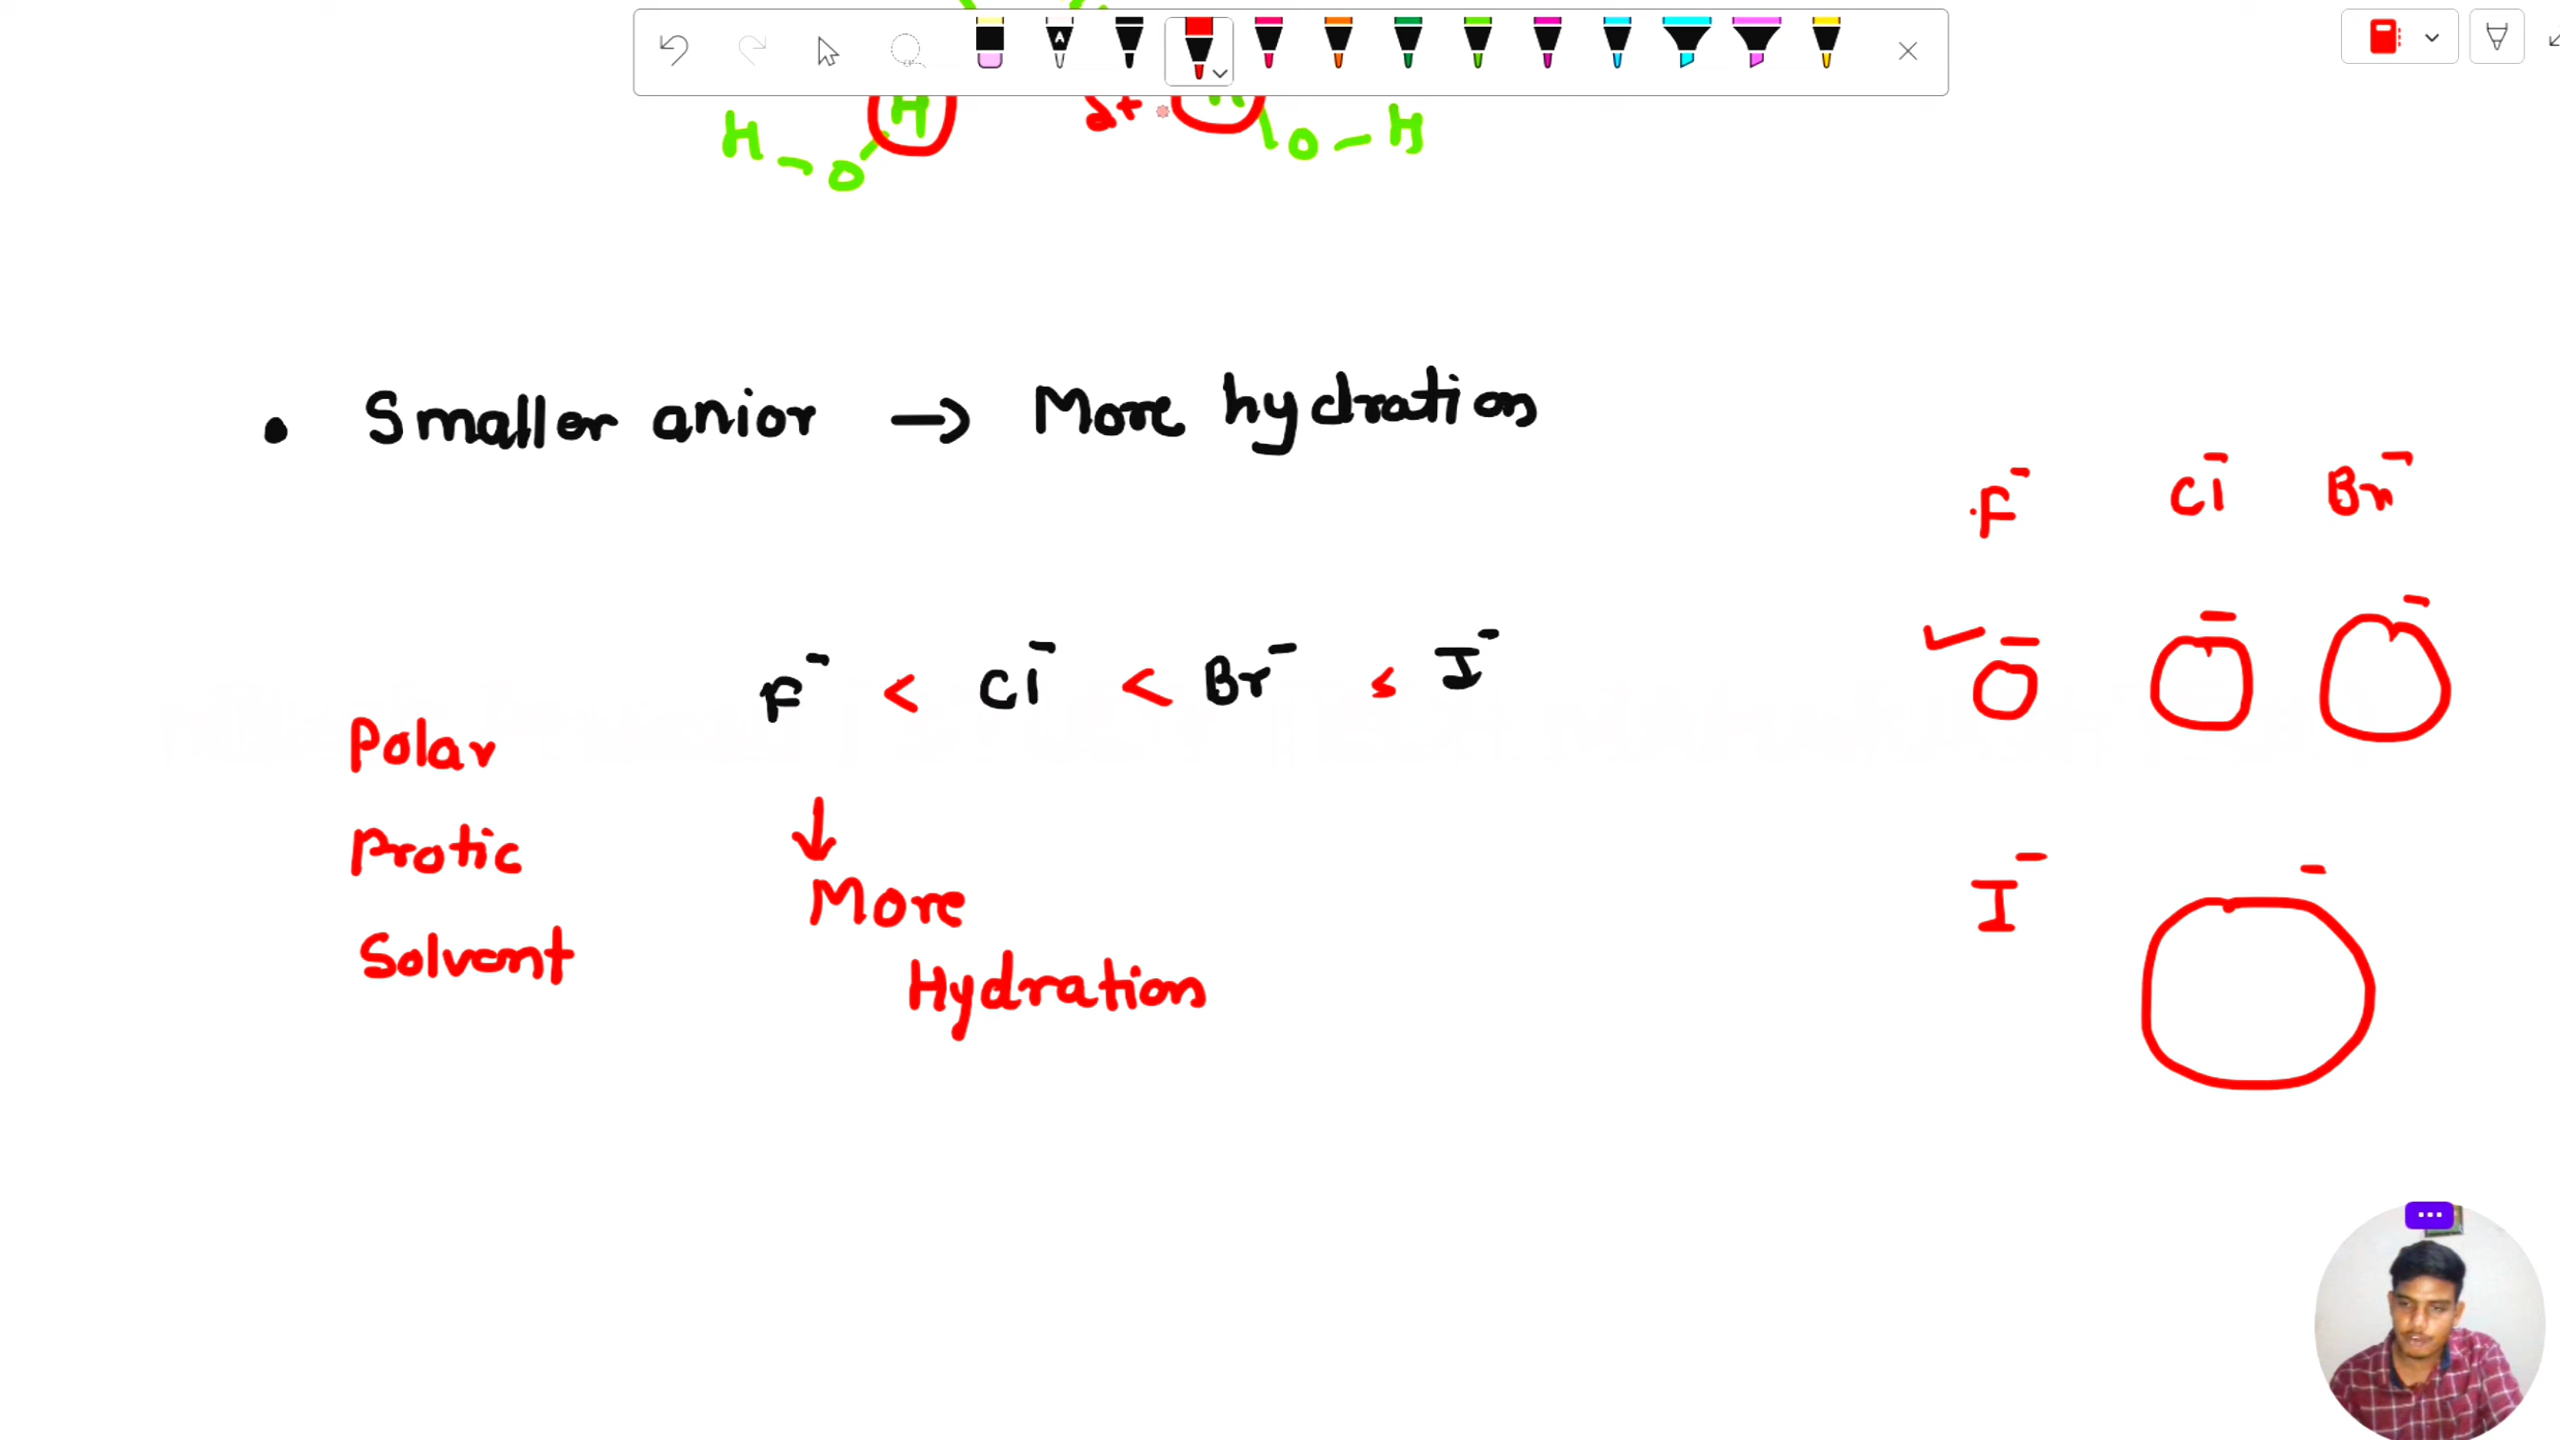 H - O H δ+ H O - H
• Smaller anion → More hydration
F⁻ Cl⁻ Br⁻
F⁻ < Cl⁻ < Br⁻ < I⁻
Polar
Protic
Solvent
↓
More
Hydration
I⁻